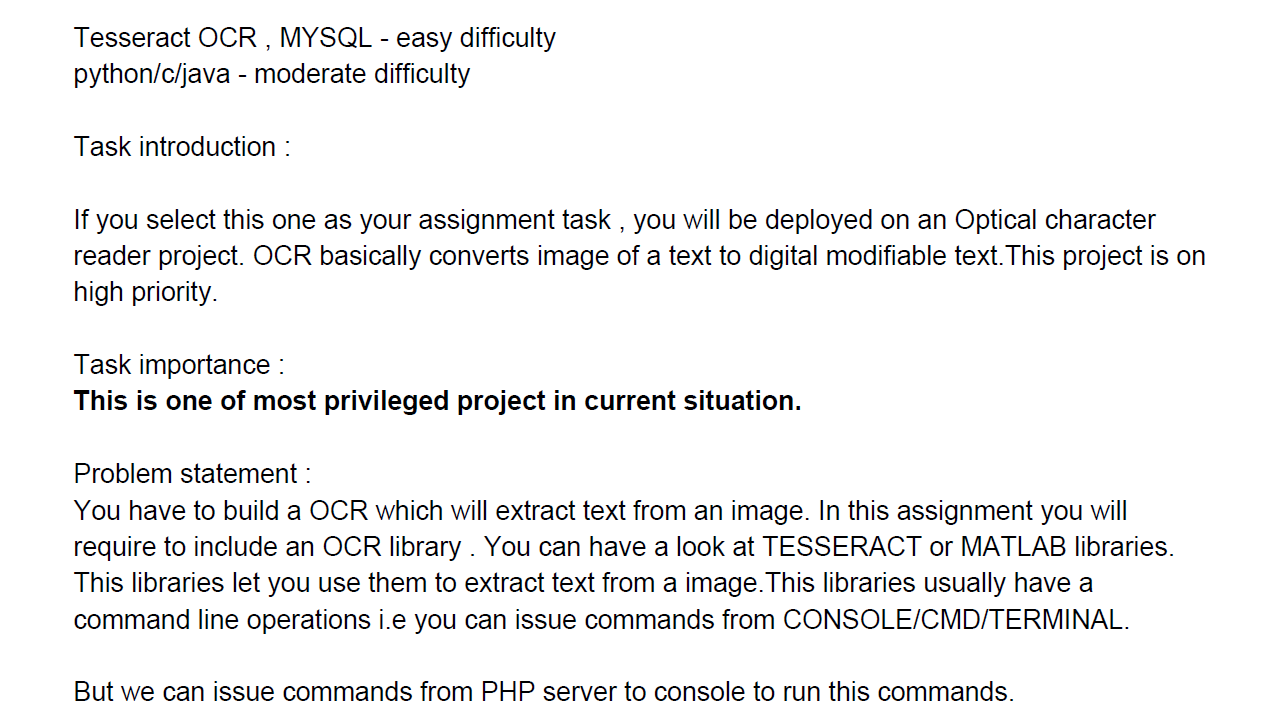 Tesseract OCR , MYSQL - easy difficulty
python/c/java - moderate difficulty
Task introduction :
If you select this one as your assignment task , you will be deployed on an Optical character
reader project. OCR basically converts image of a text to digital modifiable text.This project is on
high priority.
Task importance :
This is one of most privileged project in current situation.
Problem statement :
You have to build a OCR which will extract text from an image. In this assignment you will
require to include an OCR library . You can have a look at TESSERACT or MATLAB libraries.
This libraries let you use them to extract text from a image.This libraries usually have a
command line operations i.e you can issue commands from CONSOLE/CMD/TERMINAL.
But we can issue commands from PHP server to console to run this commands.